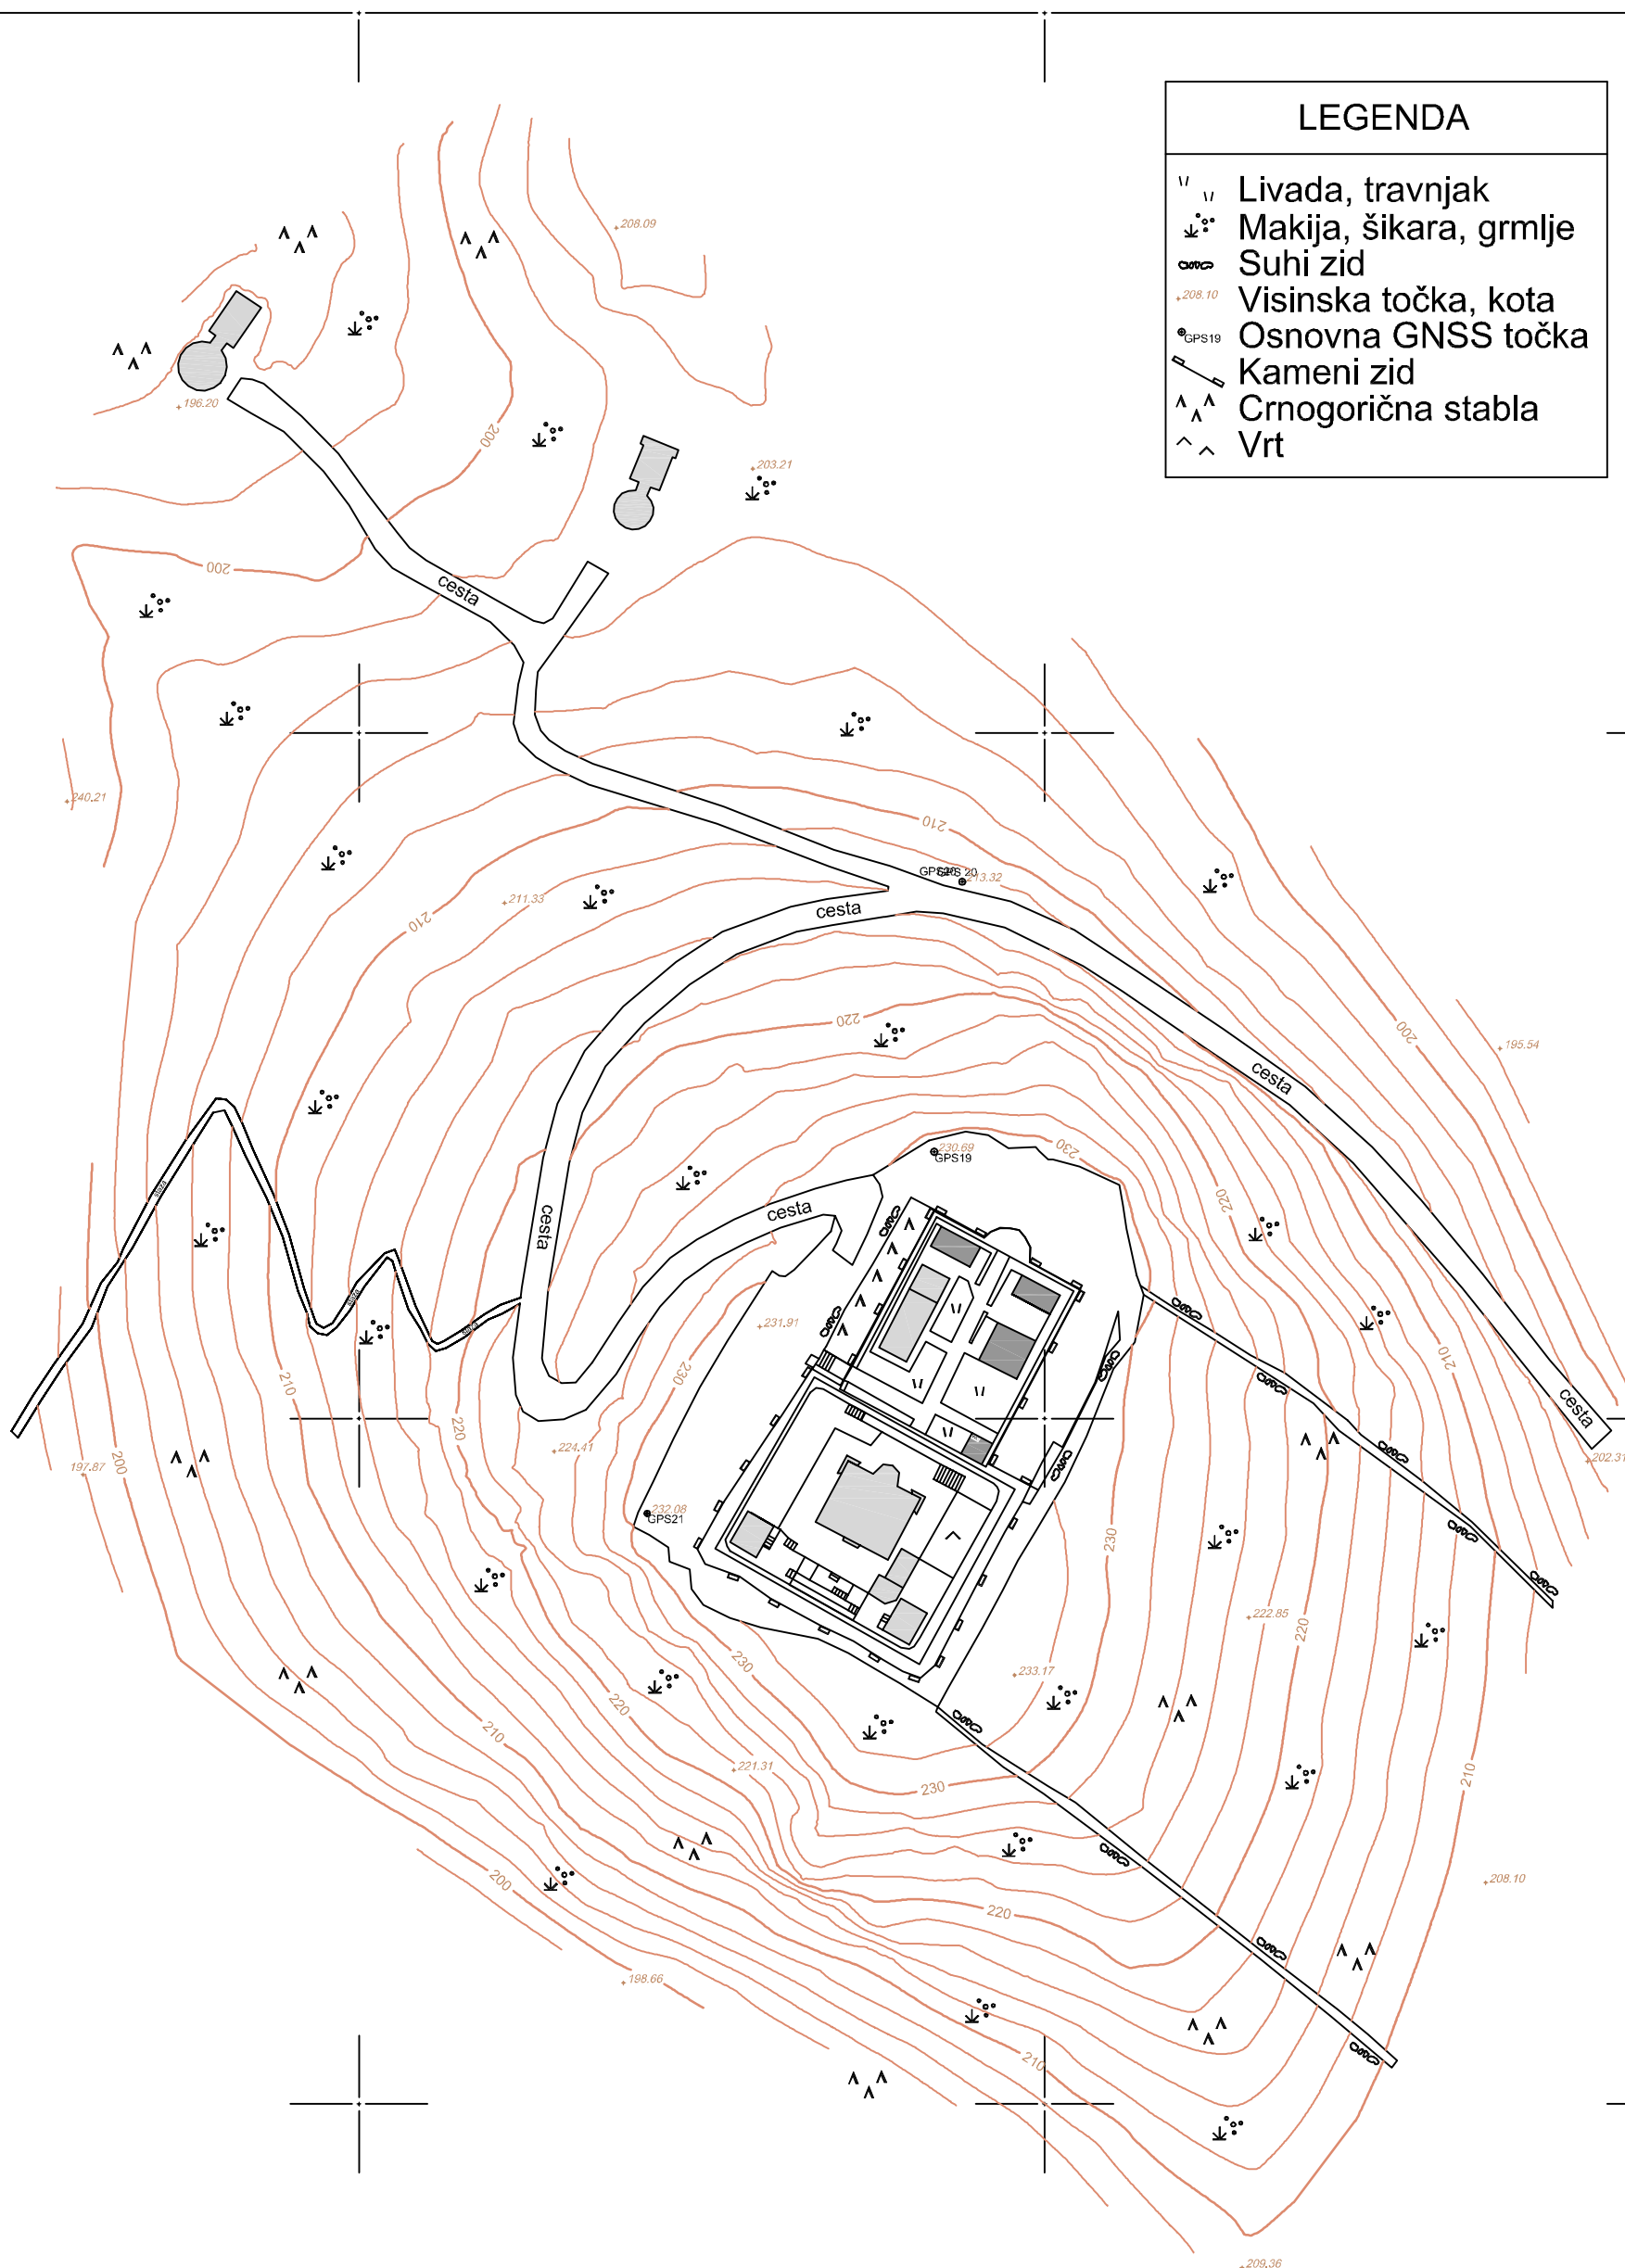 LEGENDA
Livada, travnjak
Makija, šikara, grmlje
Suhi zid
208.10 Visinska točka, kota
GPS19 Osnovna GNSS točka
Kameni zid
Crnogorična stabla
Vrt
208.09
196.20
200
203.21
200
cesta
240.21
210
GPS 20
213.32
211.33
210
cesta
220
200
195.54
cesta
230
230.69
GPS19
220
cesta
cesta
231.91
210
230
210
cesta
220
224.41
200
197.87
202.31
232.08
GPS21
230
222.85
220
230
233.17
220
210
221.31
230
210
200
208.10
220
198.66
210
209.36